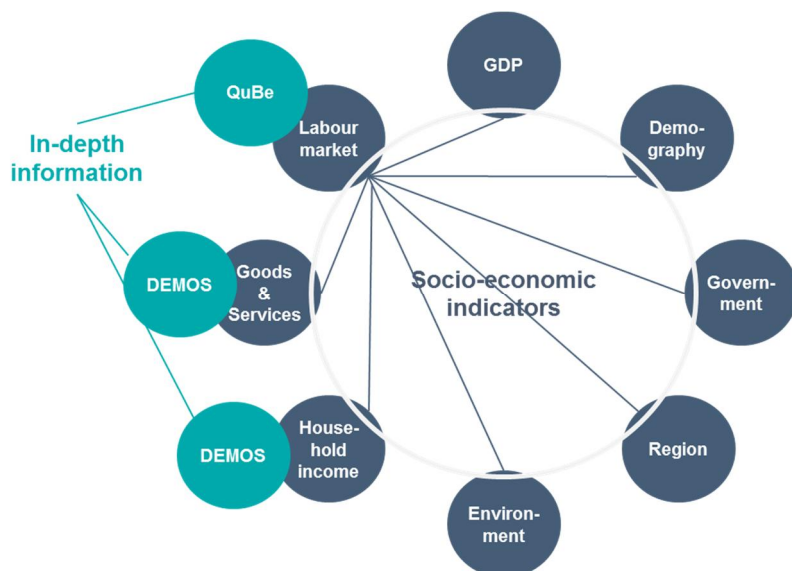 GDP
QuBe
Labour
market
Demo-
graphy
In-depth
information
DEMOS
Goods
&
Services
Socio-economic
indicators
Govern-
ment
DEMOS
House-
hold
income
Region
Environ-
ment